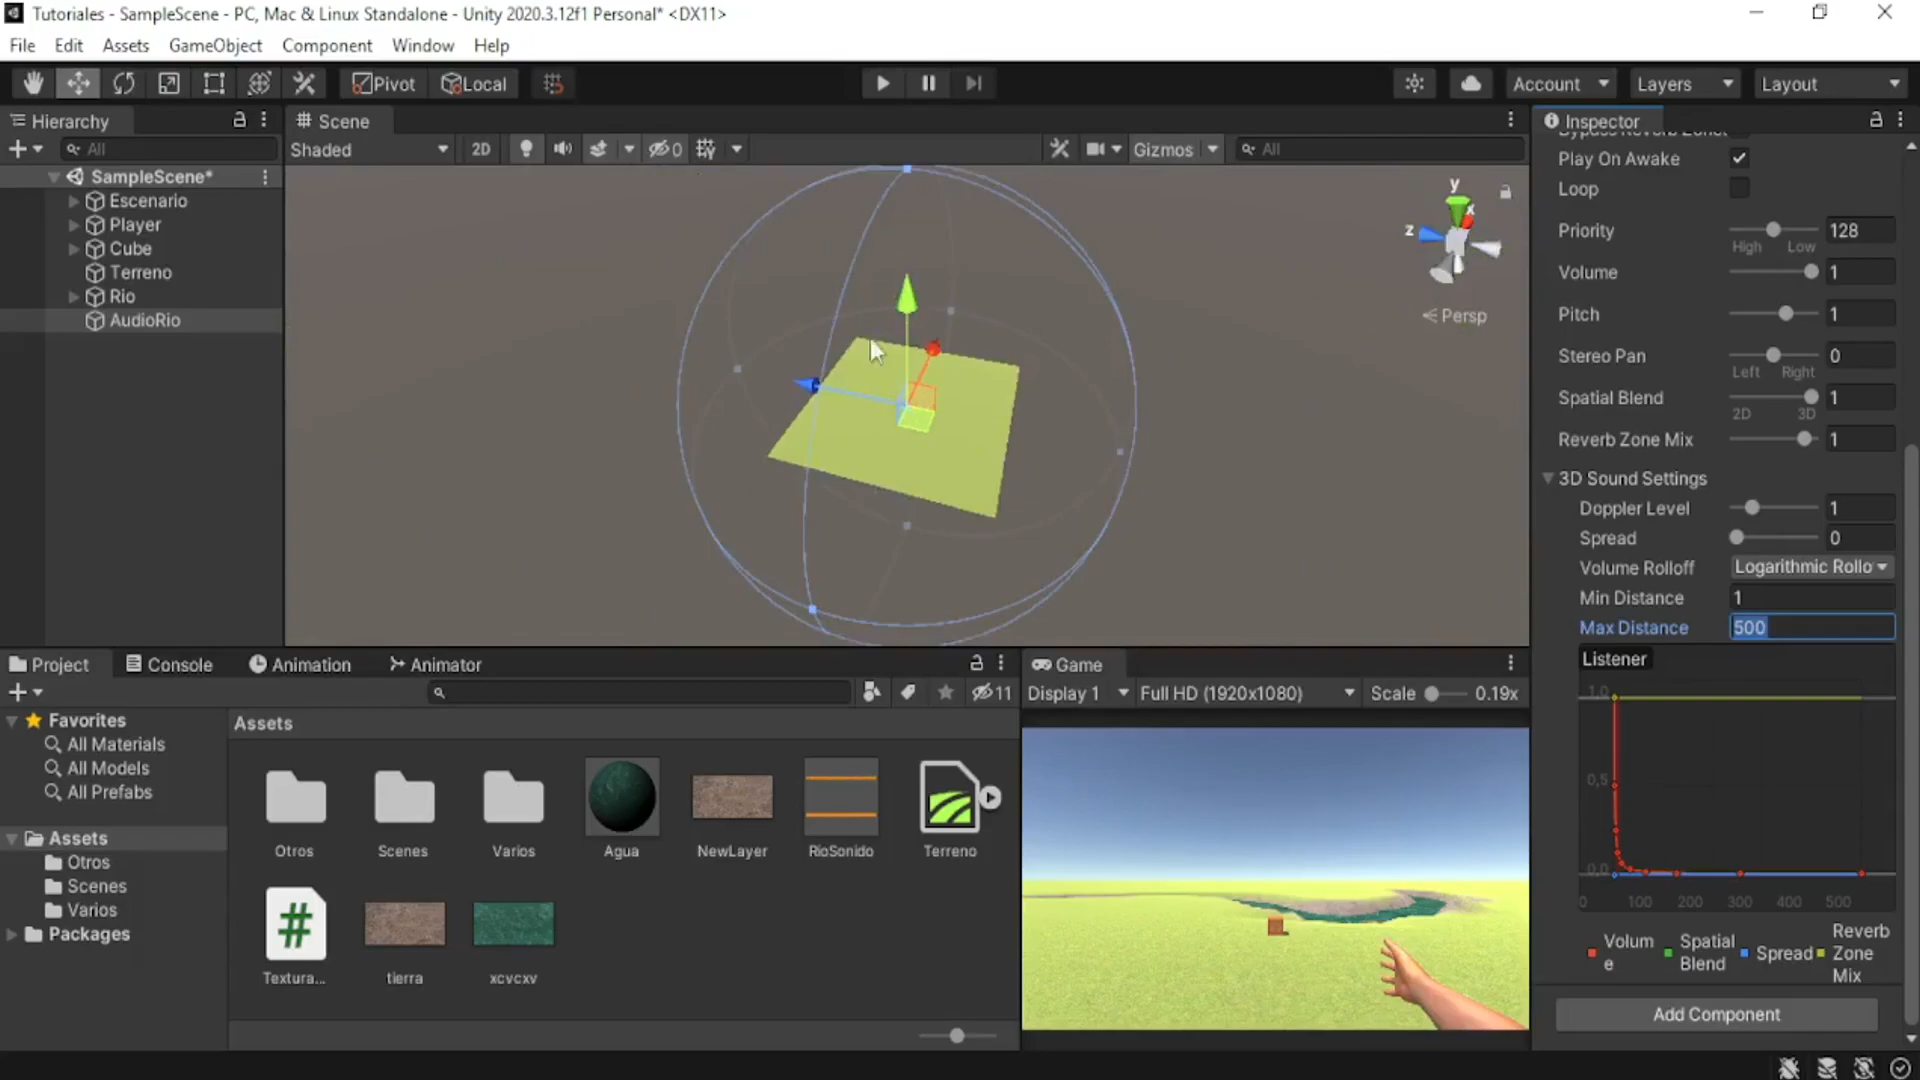 Tutoriales - SampleScene - PC, Mac & Linux Standalone - Unity 2020.3.12f1 Personal* <DX11>
File Edit Assets GameObject Component Window Help
Pivot Local Account Layers Layout
Hierarchy
All
SampleScene*
Escenario
Player
Cube
Terreno
Rio
AudioRio
Scene
Shaded 2D 0 Gizmos All
y
x
z
Persp
Inspector
Bypass Reverb Zones
Play On Awake
Loop
Priority 128
High Low
Volume 1
Pitch 1
Stereo Pan 0
Left Right
Spatial Blend 1
2D 3D
Reverb Zone Mix 1
3D Sound Settings
Doppler Level 1
Spread 0
Volume Rolloff Logarithmic Rollo
Min Distance 1
Max Distance 500
Listener
1,0
0,5
0,0
0 100 200 300 400 500
Volum
e
Spatial
Blend
Spread
Reverb
Zone
Mix
Add Component
Project Console Animation Animator
11
Favorites
All Materials
All Models
All Prefabs
Assets
Otros
Scenes
Varios
Packages
Assets
Otros Scenes Varios Agua NewLayer RioSonido Terreno
Textura... tierra xcvcxv
Game
Display 1 Full HD (1920x1080) Scale 0.19x